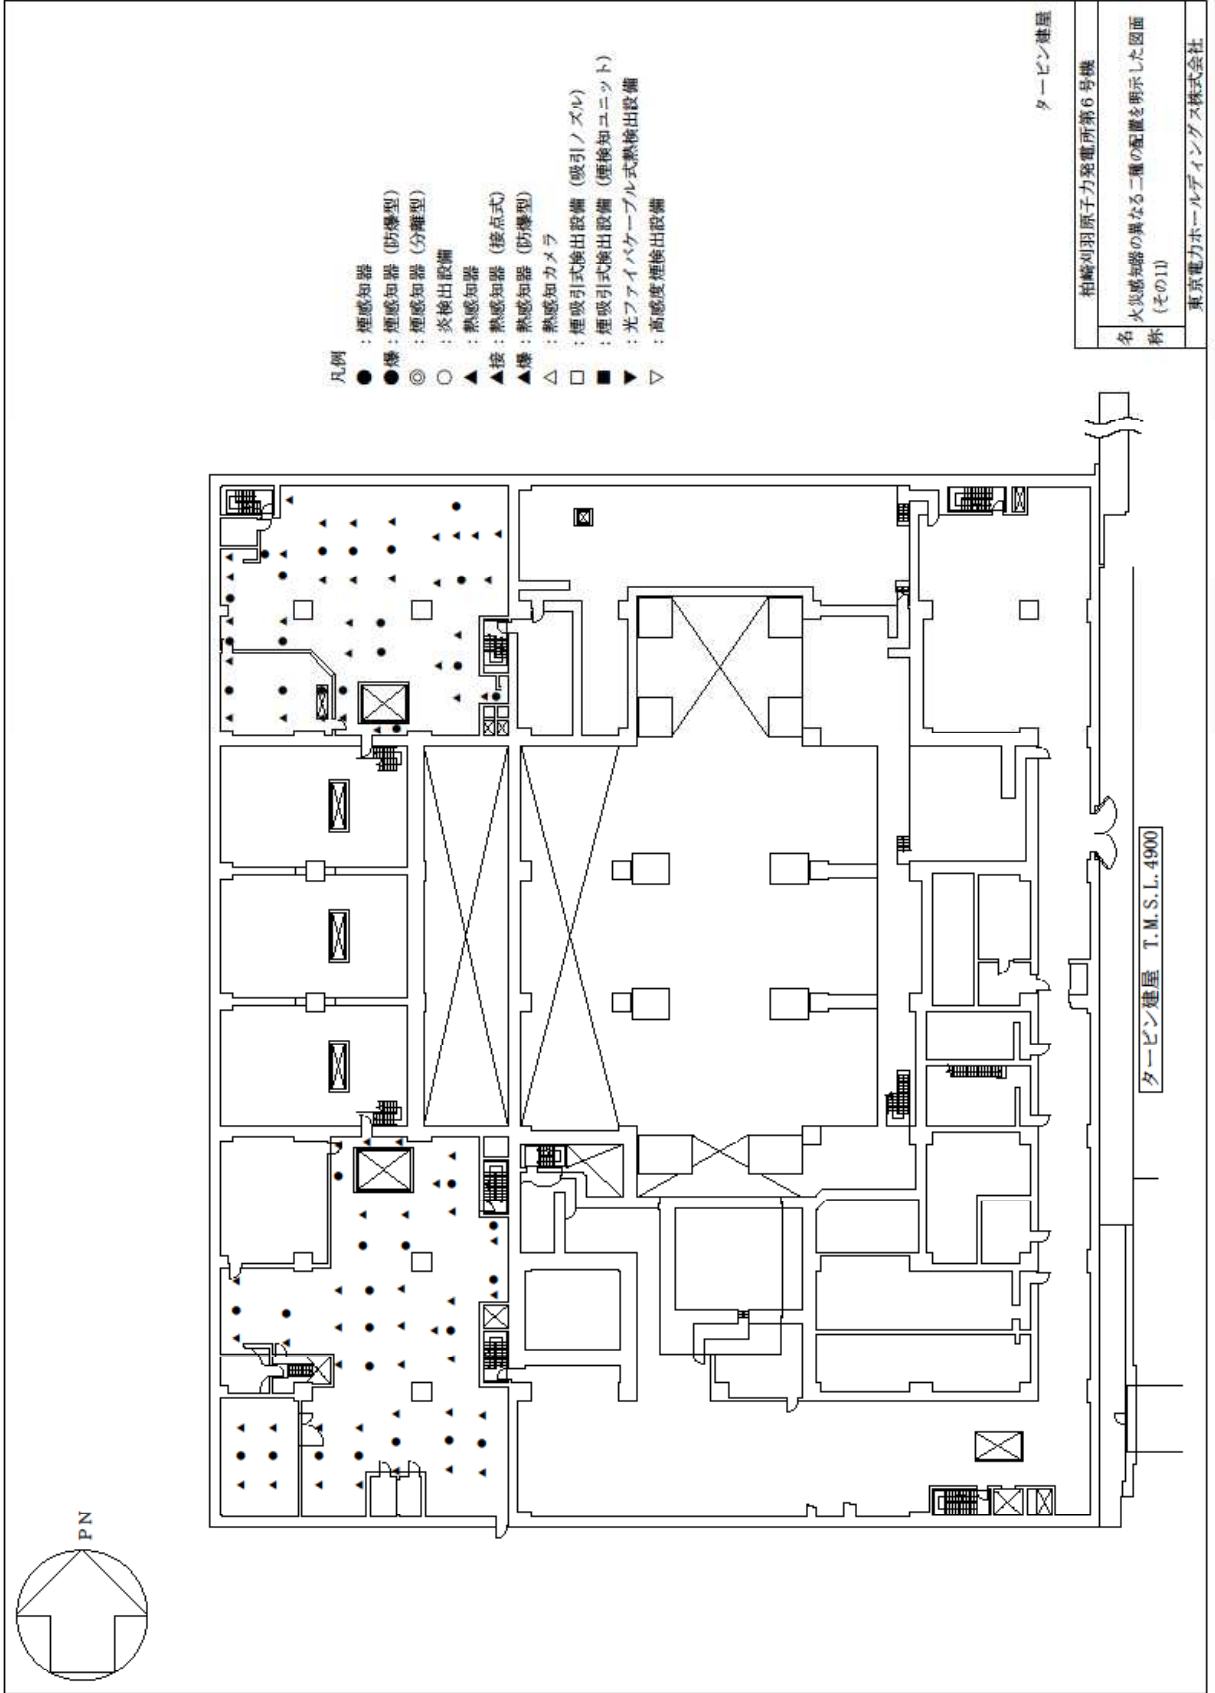 PN
凡例
● ：煙感知器
●爆：煙感知器 (防爆型)
◎ ：煙感知器 (分離型)
○ ：炎検出設備
▲ ：熱感知器
▲接：熱感知器 (接点式)
▲爆：熱感知器 (防爆型)
△ ：熱感知カメラ
□ ：煙吸引式検出設備 (吸引ノズル)
■ ：煙吸引式検出設備 (煙検知ユニット)
▼ ：光ファイバケーブル式熱検出設備
▽ ：高感度煙検出設備
タービン建屋 T.M.S.L.4900
タービン建屋
柏崎刈羽原子力発電所第6号機
名称
火災感知器の異なる二種の配置を明示した図面
(その11)
東京電力ホールディングス株式会社